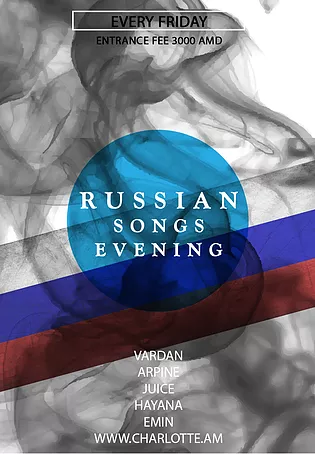 EVERY FRIDAY
ENTRANCE FEE 3000 AMD
RUSSIAN
SONGS
EVENING
VARDAN
ARPINE
JUICE
HAYANA
EMIN
WWW.CHARLOTTE.AM